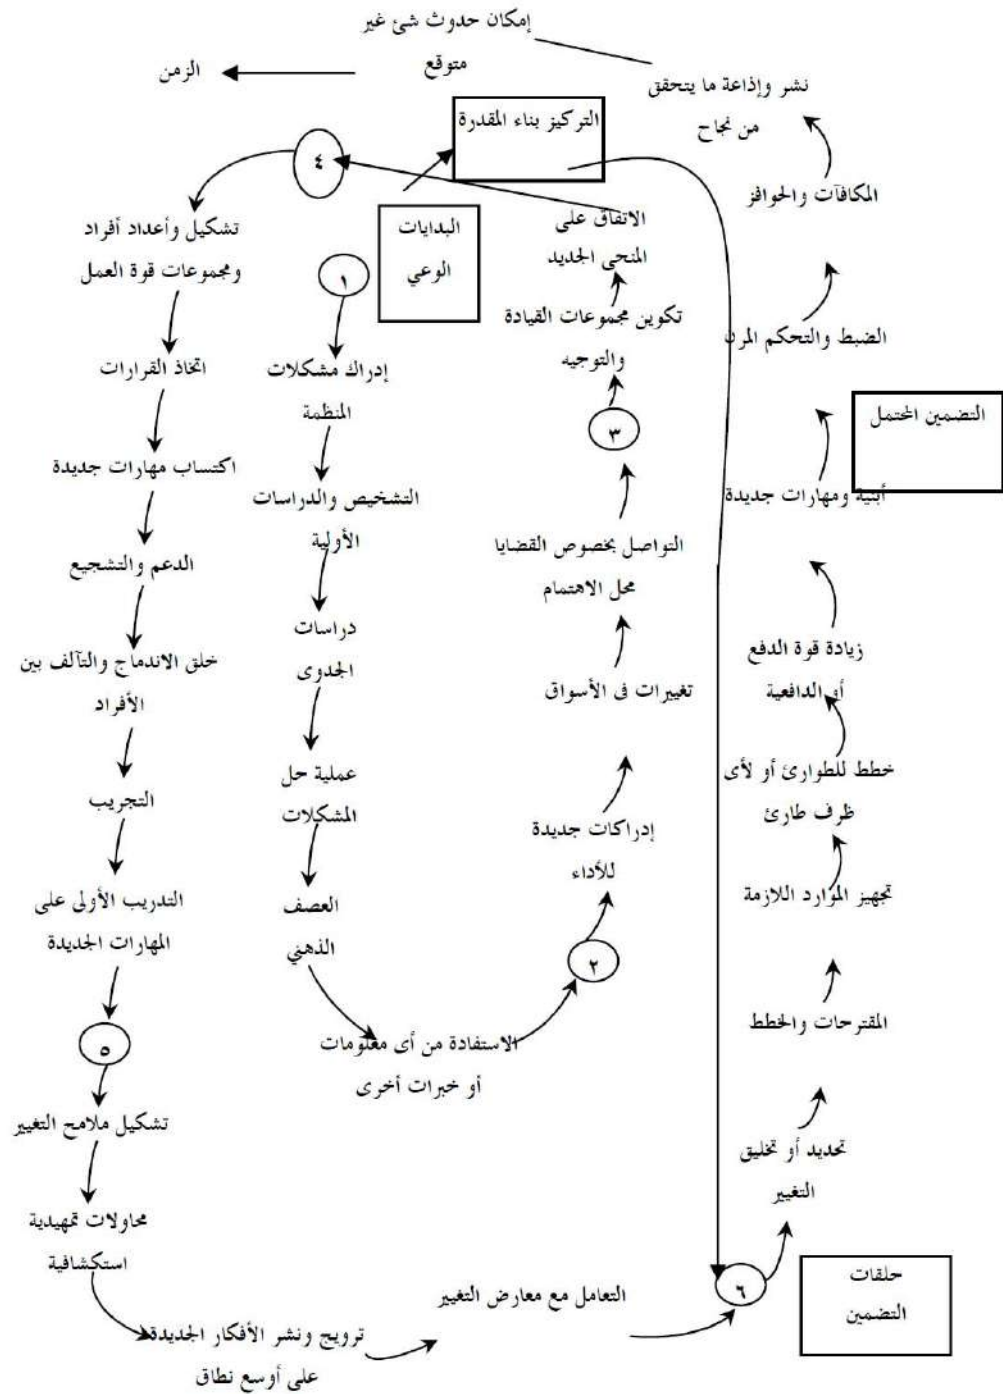 إمكان حدوث شئ غير
متوقع
الزمن
نشر وإذاعة ما يتحقق
من نجاح
التركيز بناء المقدرة
٤
المكافآت والحوافز
الاتفاق على
المنحى الجديد
البدايات
الوعي
تشكيل وأعداد أفراد
ومجموعات قوة العمل
١
تكوين مجموعات القيادة
والتوجيه
الضبط والتحكم المرن
اتخاذ القرارات
إدراك مشكلات
المنظمة
التضمين المحتمل
٣
اكتساب مهارات جديدة
التشخيص والدراسات
الأولية
أبنية ومهارات جديدة
التواصل بخصوص القضايا
محل الاهتمام
الدعم والتشجيع
دراسات
الجدوى
زيادة قوة الدفع
أو الدافعية
خلق الاندماج والتآلف بين
الأفراد
تغييرات فى الأسواق
خطط للطوارئ أو لأى
ظرف طارئ
عملية حل
المشكلات
التجريب
إدراكات جديدة
للأداء
تجهيز الموارد اللازمة
العصف
الذهني
التدريب الأولى على
المهارات الجديدة
٢
المقترحات والخطط
٥
الاستفادة من أى معلومات
أو خبرات أخرى
تشكيل ملامح التغيير
تحديد أو تخليق
التغيير
محاولات تمهيدية
استكشافية
حلقات
التضمين
٦
التعامل مع معارض التغيير
ترويج ونشر الأفكار الجديدة
على أوسع نطاق